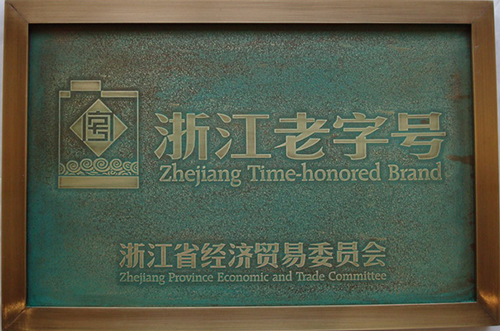 浙江老字号
Zhejiang Time-honored Brand
浙江省经济贸易委员会
Zhejiang Province Economic and Trade Committee